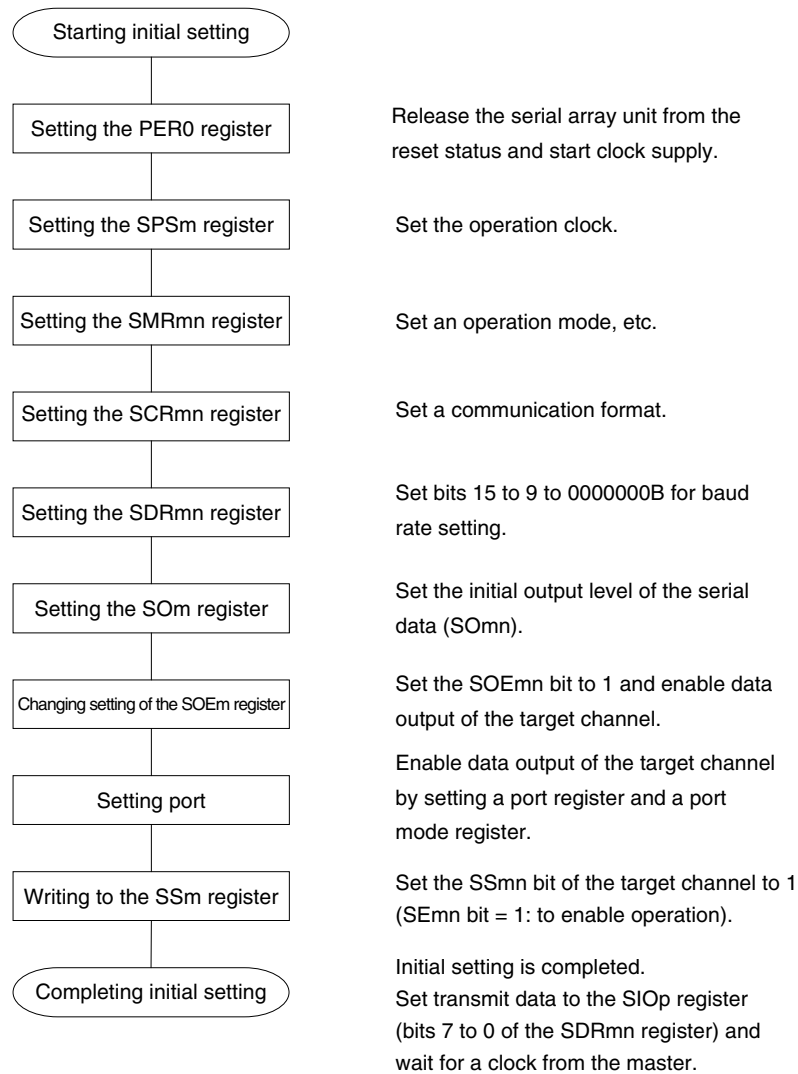 Starting initial setting
Setting the PER0 register
Release the serial array unit from the
reset status and start clock supply.
Setting the SPSm register
Set the operation clock.
Setting the SMRmn register
Set an operation mode, etc.
Setting the SCRmn register
Set a communication format.
Setting the SDRmn register
Set bits 15 to 9 to 0000000B for baud
rate setting.
Setting the SOm register
Set the initial output level of the serial
data (SOmn).
Changing setting of the SOEm register
Set the SOEmn bit to 1 and enable data
output of the target channel.
Setting port
Enable data output of the target channel
by setting a port register and a port
mode register.
Writing to the SSm register
Set the SSmn bit of the target channel to 1
(SEmn bit = 1: to enable operation).
Completing initial setting
Initial setting is completed.
Set transmit data to the SIOp register
(bits 7 to 0 of the SDRmn register) and
wait for a clock from the master.